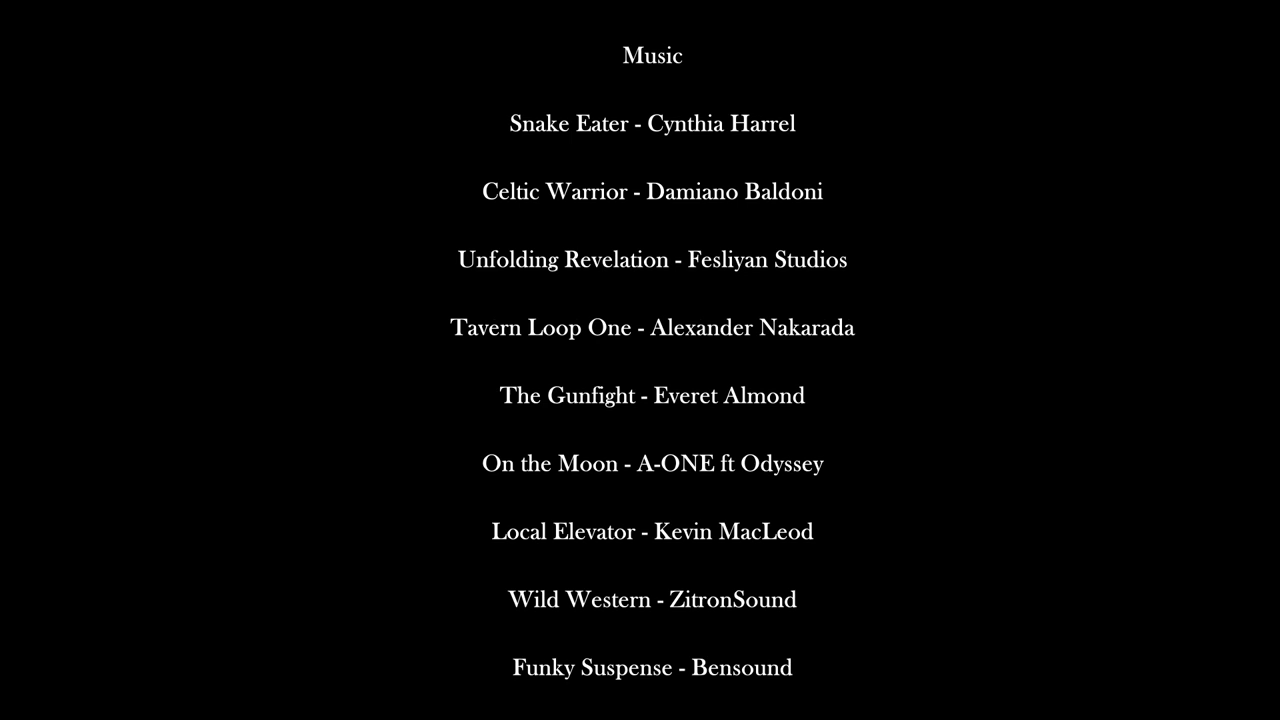 Music
Snake Eater - Cynthia Harrel
Celtic Warrior - Damiano Baldoni
Unfolding Revelation - Fesliyan Studios
Tavern Loop One - Alexander Nakarada
The Gunfight - Everet Almond
On the Moon - A-ONE ft Odyssey
Local Elevator - Kevin MacLeod
Wild Western - ZitronSound
Funky Suspense - Bensound